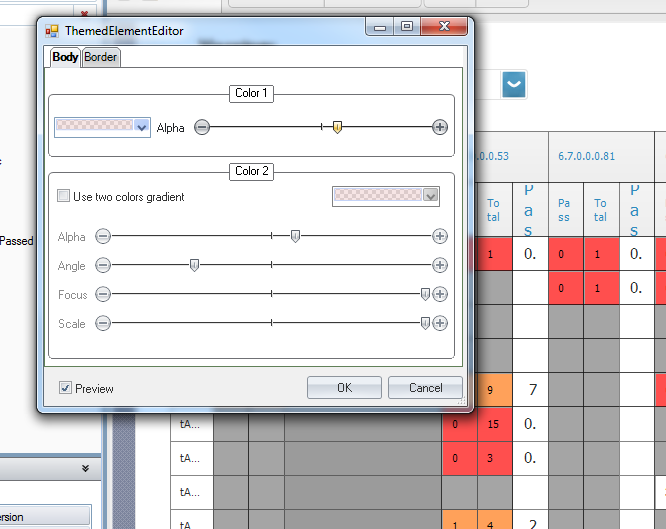 ThemedElementEditor
Body Border
Color 1
Alpha
Color 2
Use two colors gradient
Alpha
Angle
Focus
Scale
Preview OK Cancel
Passed
ersion
.0.0.53 6.7.0.0.81
To
tal
P
a
s
Pa
ss
To
tal
P
a
s
1 0. 0 1 0.
0 1 0.
9 7
tA... 0 15 0.
tA... 0 3 0.
tA...
tA... 1 4 2